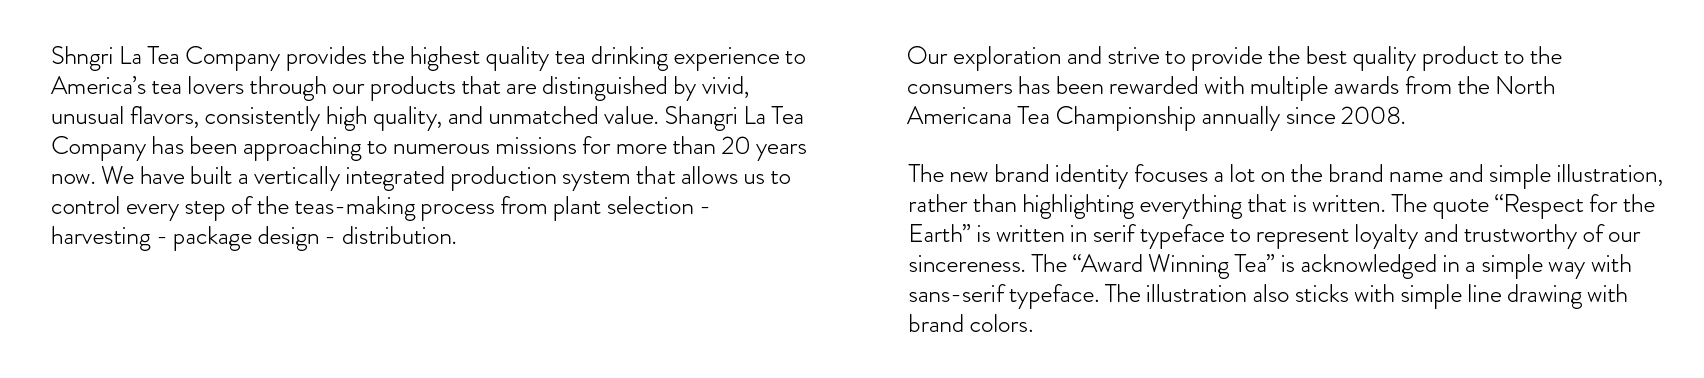 Shngri La Tea Company provides the highest quality tea drinking experience to
America’s tea lovers through our products that are distinguished by vivid,
unusual flavors, consistently high quality, and unmatched value. Shangri La Tea
Company has been approaching to numerous missions for more than 20 years
now. We have built a vertically integrated production system that allows us to
control every step of the teas-making process from plant selection -
harvesting - package design - distribution.
Our exploration and strive to provide the best quality product to the
consumers has been rewarded with multiple awards from the North
Americana Tea Championship annually since 2008.
The new brand identity focuses a lot on the brand name and simple illustration,
rather than highlighting everything that is written. The quote “Respect for the
Earth” is written in serif typeface to represent loyalty and trustworthy of our
sincereness. The “Award Winning Tea” is acknowledged in a simple way with
sans-serif typeface. The illustration also sticks with simple line drawing with
brand colors.